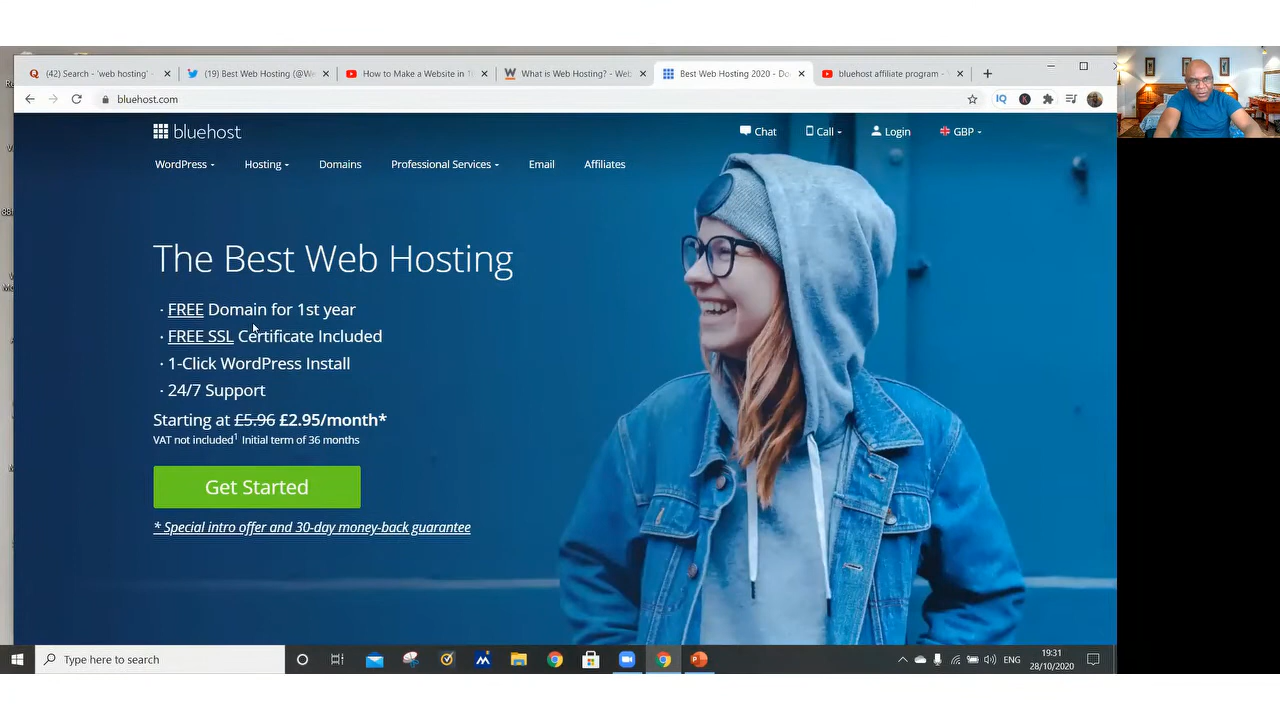 (42) Search - 'web hosting'
(19) Best Web Hosting (@We
How to Make a Website in 1
What is Web Hosting? - Web
Best Web Hosting 2020 - Do
bluehost affiliate program -
bluehost.com
IQ
K
bluehost
Chat
Call
Login
GBP
WordPress
Hosting
Domains
Professional Services
Email
Affiliates
The Best Web Hosting
· FREE Domain for 1st year
· FREE SSL Certificate Included
· 1-Click WordPress Install
· 24/7 Support
Starting at £5.96 £2.95/month*
VAT not included1 Initial term of 36 months
Get Started
* Special intro offer and 30-day money-back guarantee
Type here to search
ENG
19:31
28/10/2020